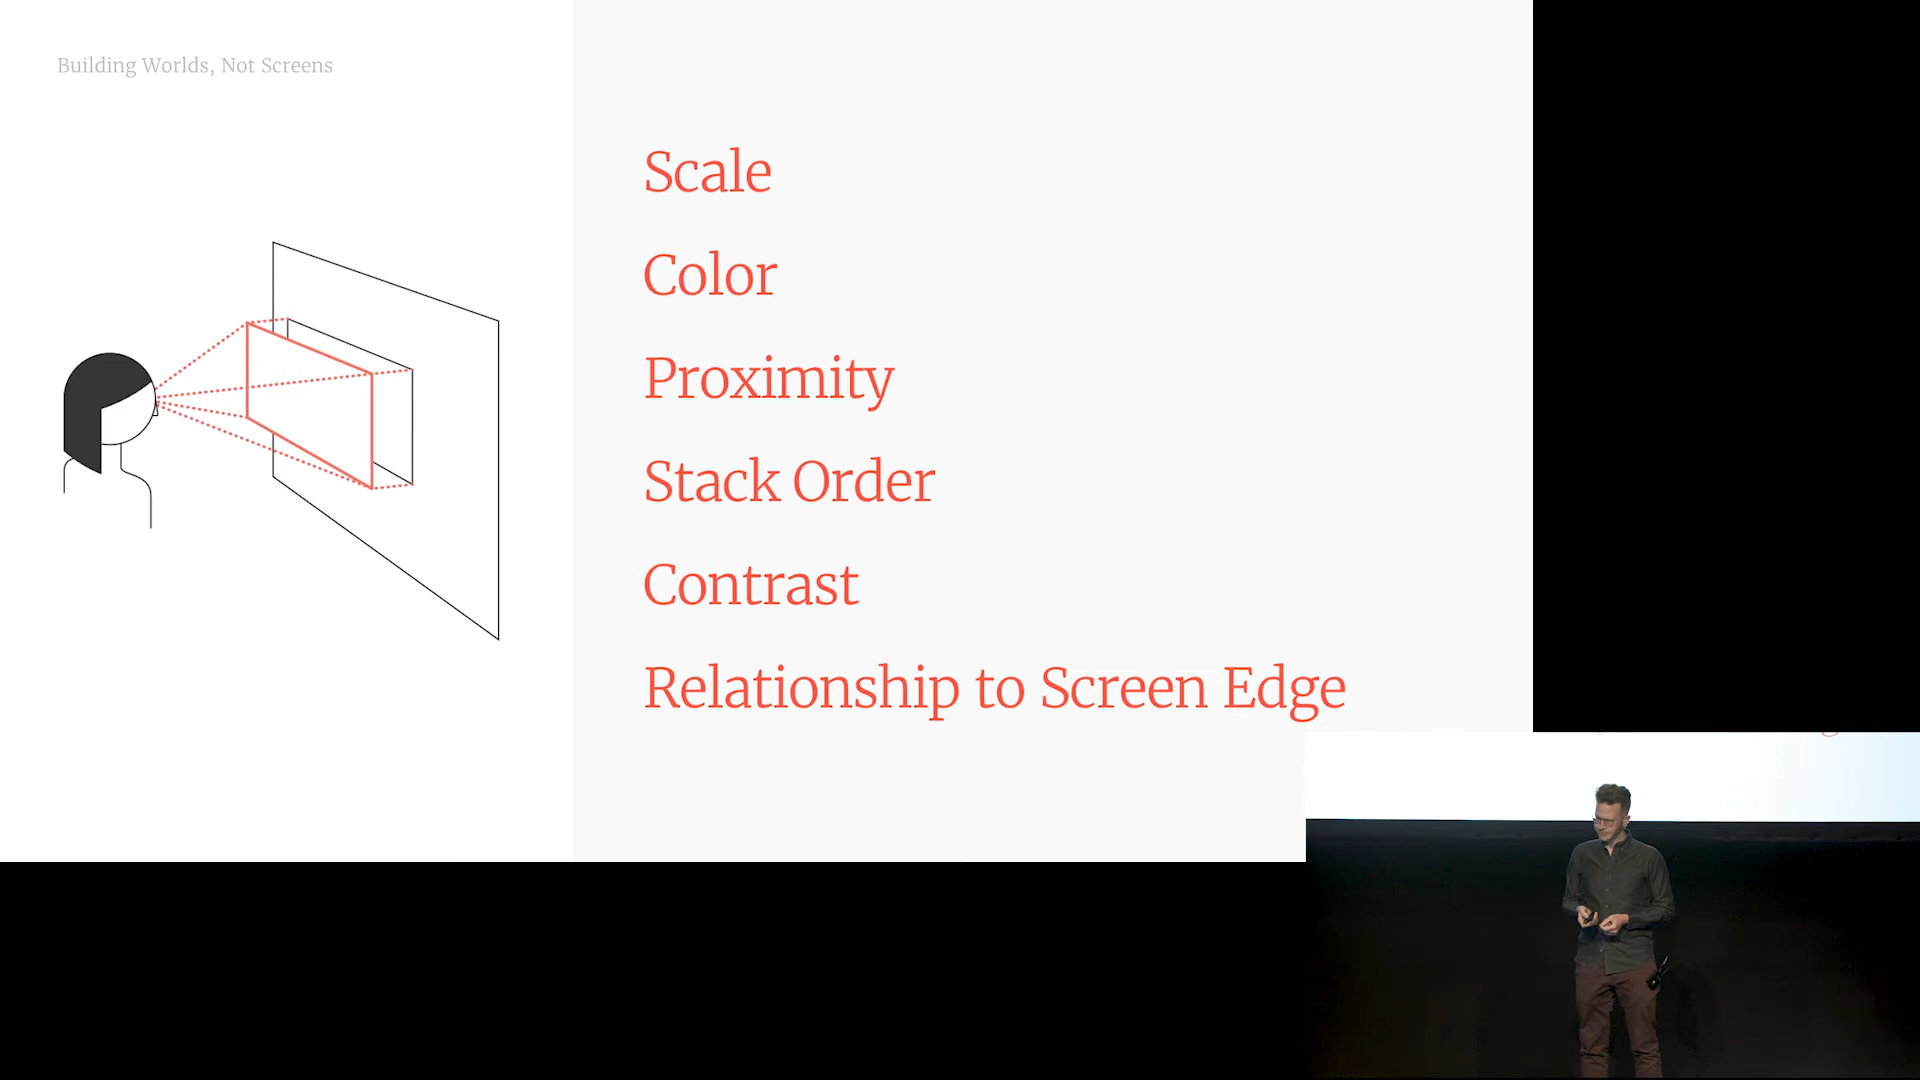 Building Worlds, Not Screens
Scale
Color
Proximity
Stack Order
Contrast
Relationship to Screen Edge